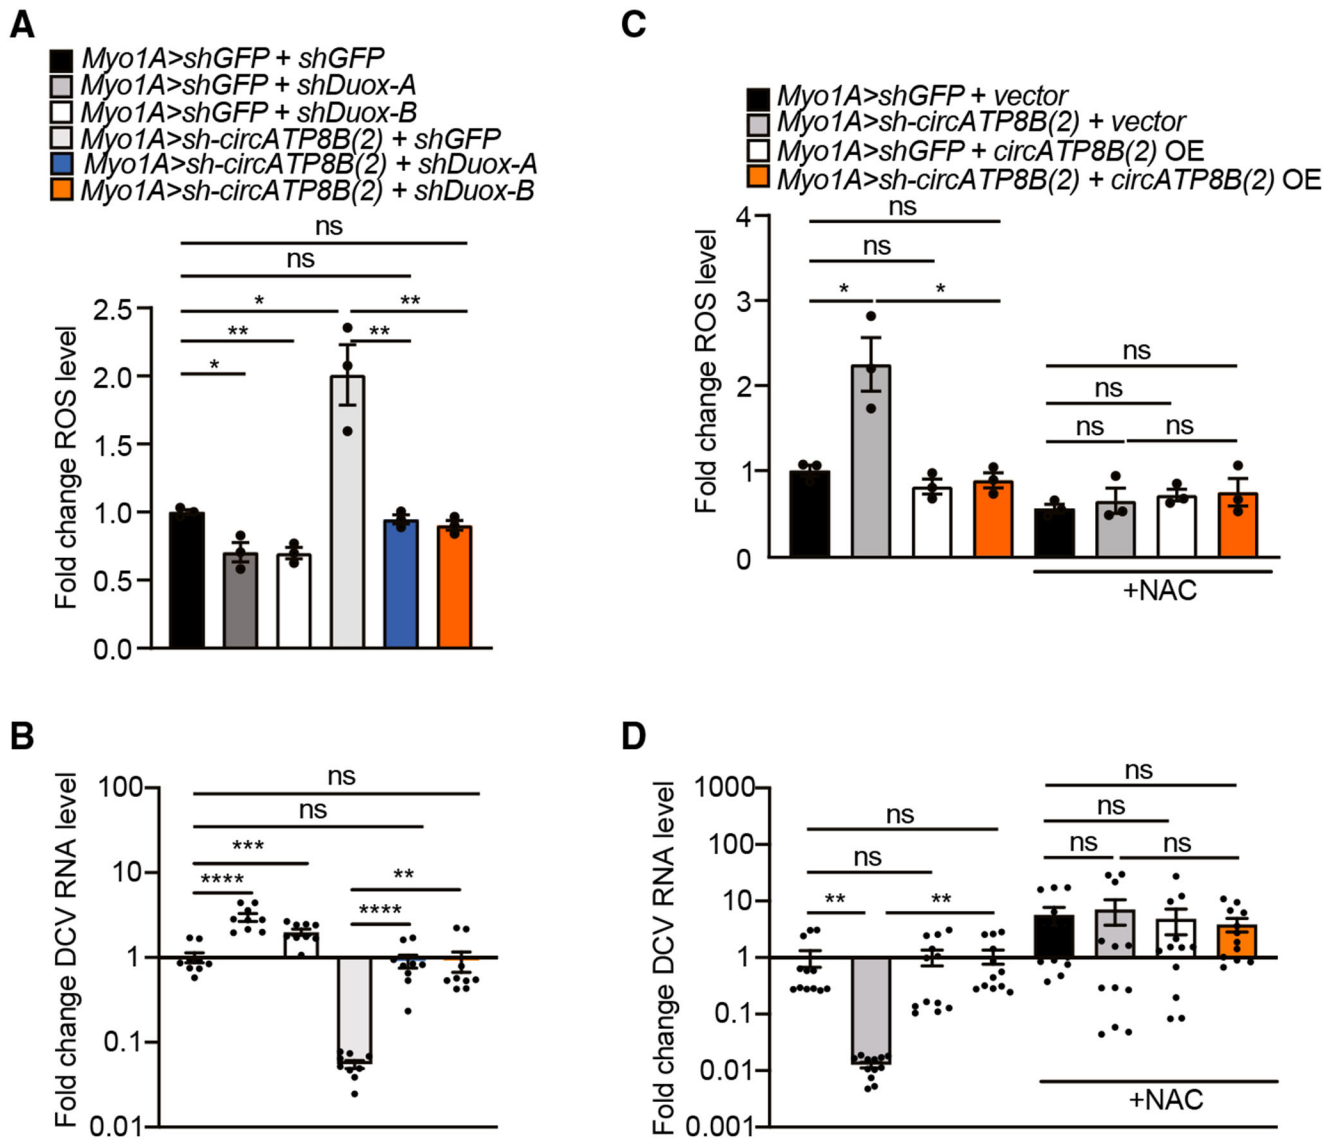 A
Myo1A>shGFP + shGFP
Myo1A>shGFP + shDuox-A
Myo1A>shGFP + shDuox-B
Myo1A>sh-circATP8B(2) + shGFP
Myo1A>sh-circATP8B(2) + shDuox-A
Myo1A>sh-circATP8B(2) + shDuox-B
ns
ns
* **
** **
*
Fold change ROS level
2.5
2.0
1.5
1.0
0.5
0.0
C
Myo1A>shGFP + vector
Myo1A>sh-circATP8B(2) + vector
Myo1A>shGFP + circATP8B(2) OE
Myo1A>sh-circATP8B(2) + circATP8B(2) OE
ns
ns
* *
ns
ns
ns ns
Fold change ROS level
4
3
2
1
0
+NAC
B
ns
ns
***
**** **
****
Fold change DCV RNA level
100
10
1
0.1
0.01
D
ns
ns
ns ns
ns
ns
** **
Fold change DCV RNA level
1000
100
10
1
0.1
0.01
0.001
+NAC